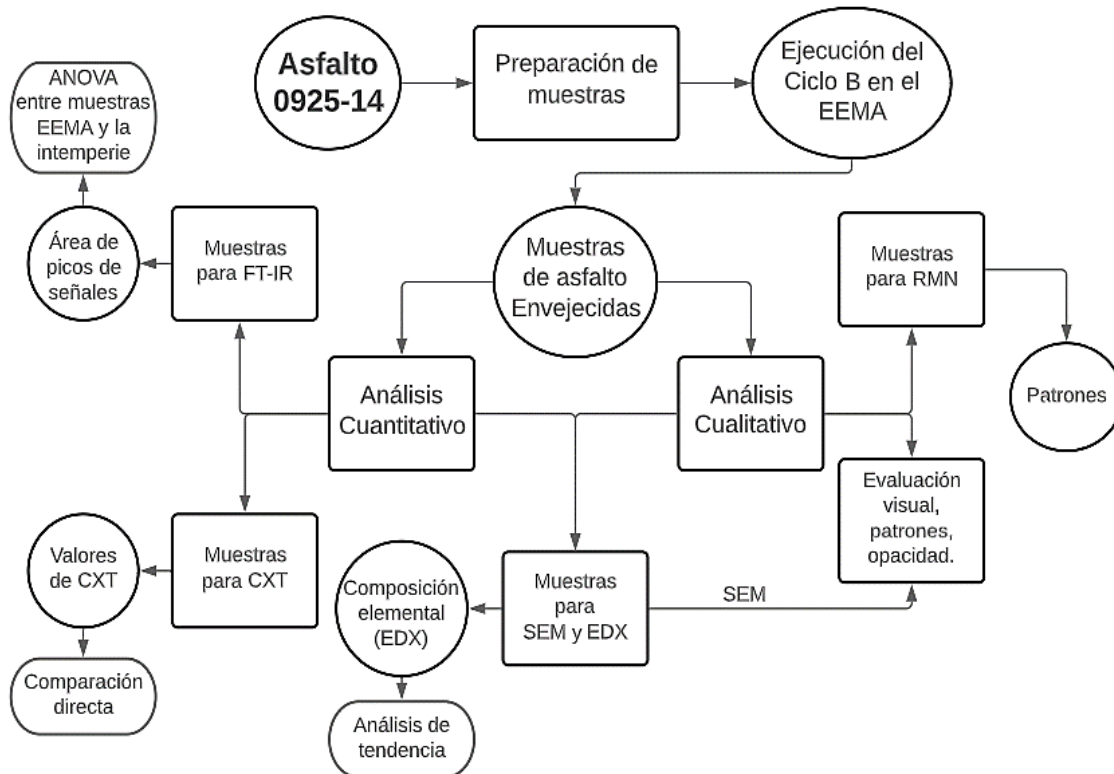 Asfalto
0925-14
Preparación de
muestras
Ejecución del
Ciclo B en el
EEMA
ANOVA
entre muestras
EEMA y la
intemperie
Área de
picos de
señales
Muestras
para FT-IR
Muestras
de asfalto
Envejecidas
Muestras
para RMN
Patrones
Análisis
Cuantitativo
Análisis
Cualitativo
Evaluación
visual,
patrones,
opacidad.
Valores
de CXT
Muestras
para CXT
Composición
elemental
(EDX)
Muestras
para
SEM y EDX
SEM
Comparación
directa
Análisis de
tendencia